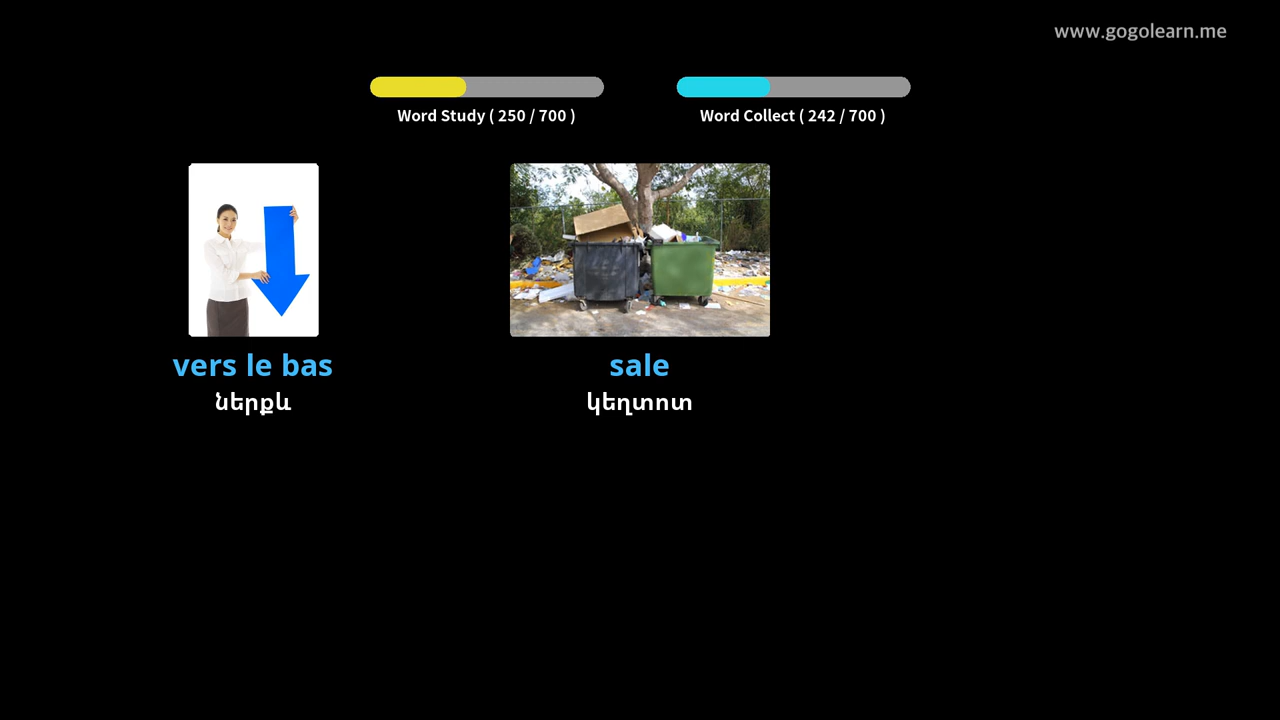 www.gogolearn.me
Word Study ( 250 / 700 )
Word Collect ( 242 / 700 )
vers le bas
ներքև
sale
կեղտոտ